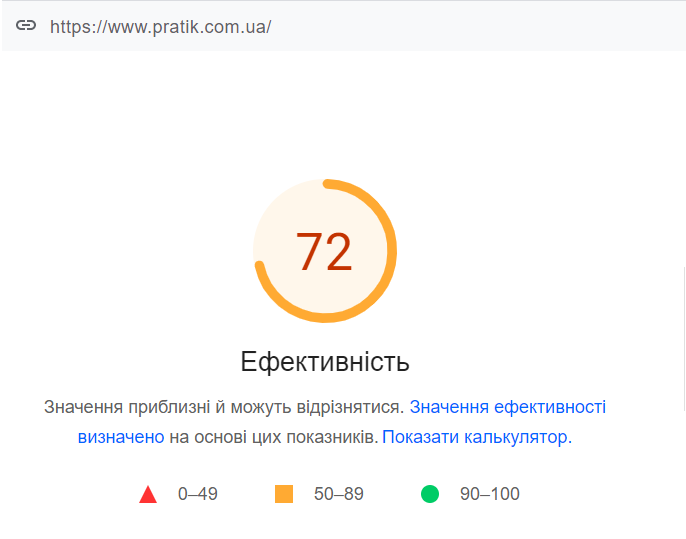 https://www.pratik.com.ua/
72
Ефективність
Значення приблизні й можуть відрізнятися. Значення ефективності
визначено на основі цих показників. Показати калькулятор.
0–49 50–89 90–100